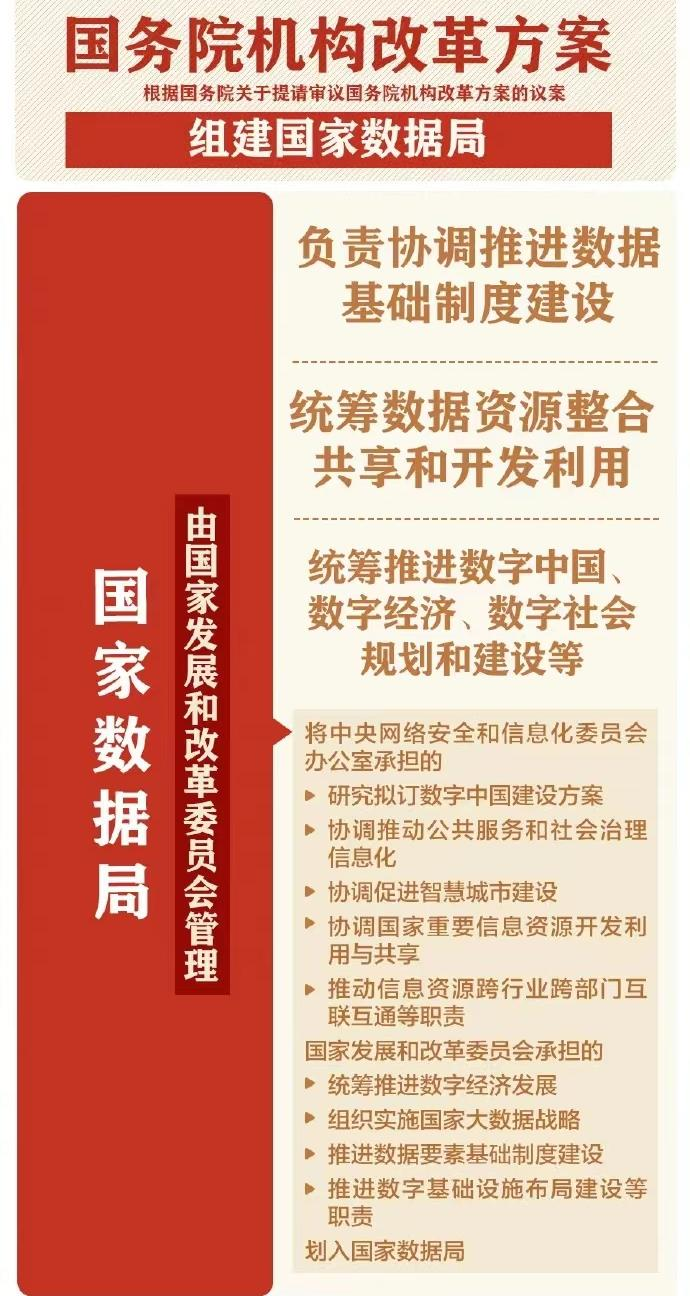 国务院机构改革方案
根据国务院关于提请审议国务院机构改革方案的议案
组建国家数据局
国家数据局
由国家发展和改革委员会管理
负责协调推进数据
基础制度建设
统筹数据资源整合
共享和开发利用
统筹推进数字中国、
数字经济、数字社会
规划和建设等
将中央网络安全和信息化委员会
办公室承担的
研究拟订数字中国建设方案
协调推动公共服务和社会治理
信息化
协调促进智慧城市建设
协调国家重要信息资源开发利
用与共享
推动信息资源跨行业跨部门互
联互通等职责
国家发展和改革委员会承担的
统筹推进数字经济发展
组织实施国家大数据战略
推进数据要素基础制度建设
推进数字基础设施布局建设等
职责
划入国家数据局